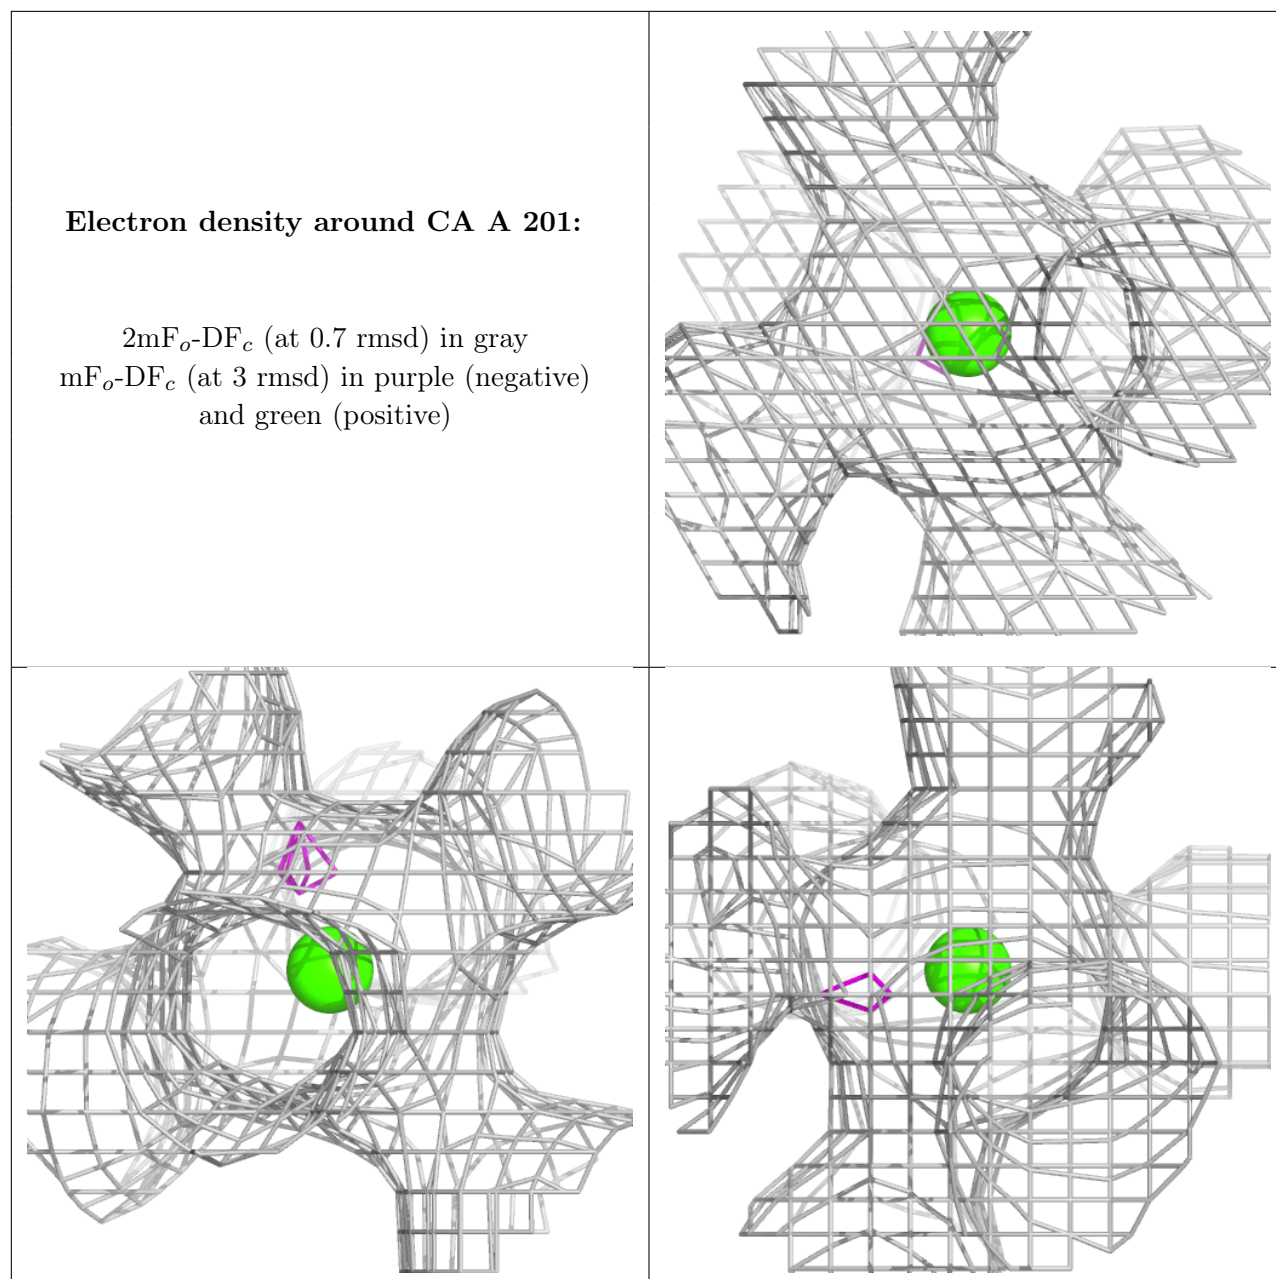 Electron density around CA A 201:
2mFo-DFc (at 0.7 rmsd) in gray
mFo-DFc (at 3 rmsd) in purple (negative)
and green (positive)